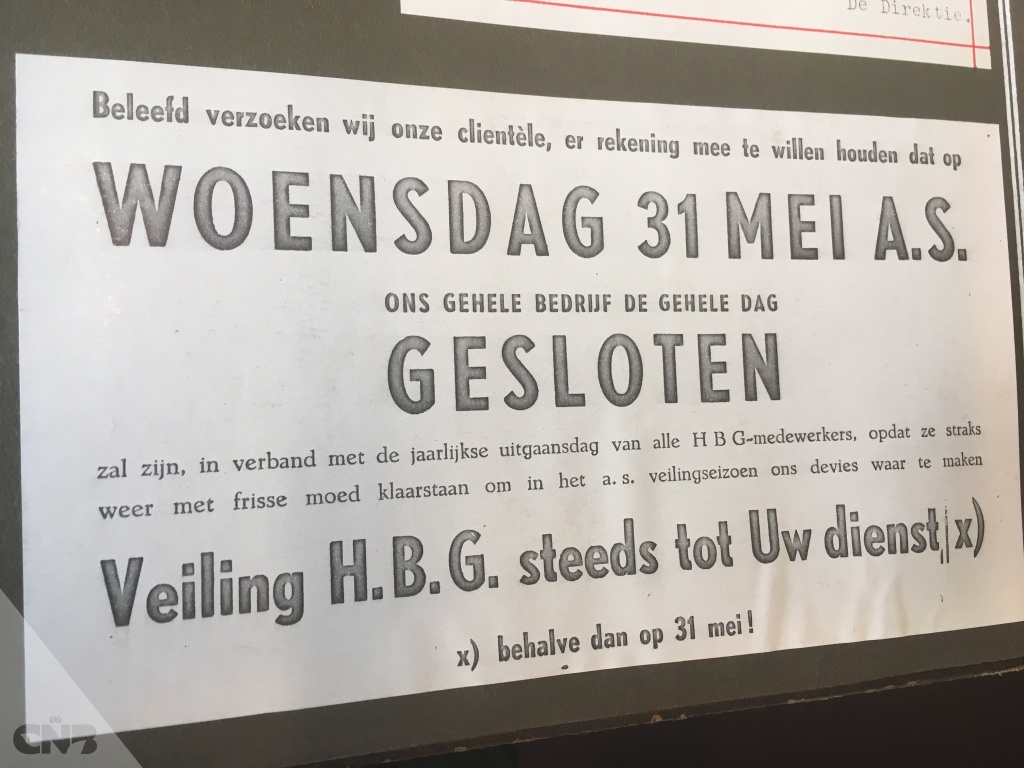 De Direktie.
Beleefd verzoeken wij onze clientèle, er rekening mee te willen houden dat op
WOENSDAG 31 MEI A.S.
ONS GEHELE BEDRIJF DE GEHELE DAG
GESLOTEN
zal zijn, in verband met de jaarlijkse uitgaansdag van alle H B G-medewerkers, opdat ze straks
weer met frisse moed klaarstaan om in het a. s. veilingseizoen ons devies waar te maken
Veiling H.B.G. steeds tot Uw dienst x)
x) behalve dan op 31 mei!
CNB